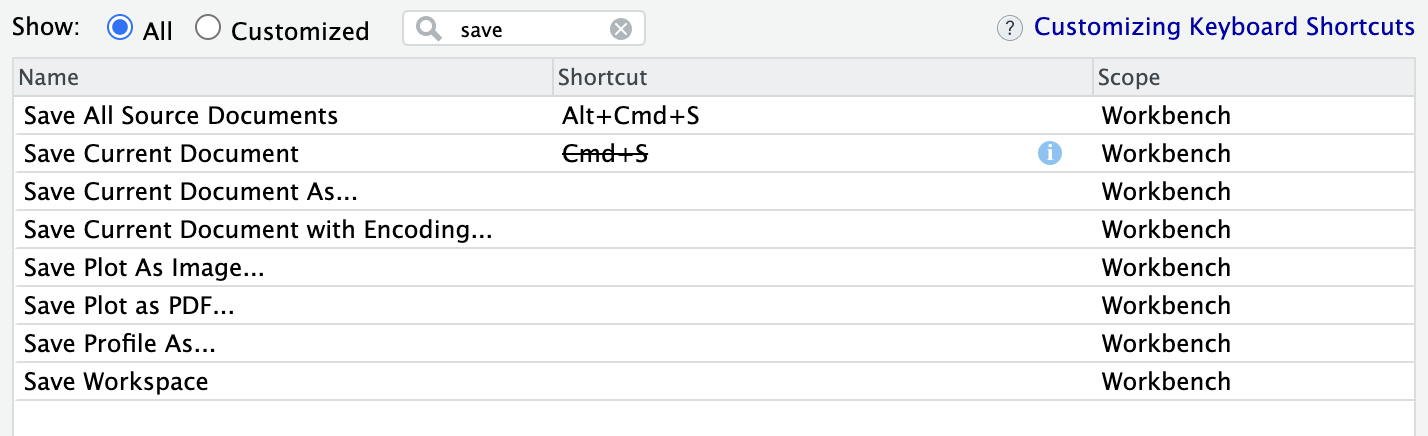 Show: All Customized save ? Customizing Keyboard Shortcuts
Name Shortcut Scope
Save All Source Documents Alt+Cmd+S Workbench
Save Current Document Cmd+S i Workbench
Save Current Document As... Workbench
Save Current Document with Encoding... Workbench
Save Plot As Image... Workbench
Save Plot as PDF... Workbench
Save Profile As... Workbench
Save Workspace Workbench